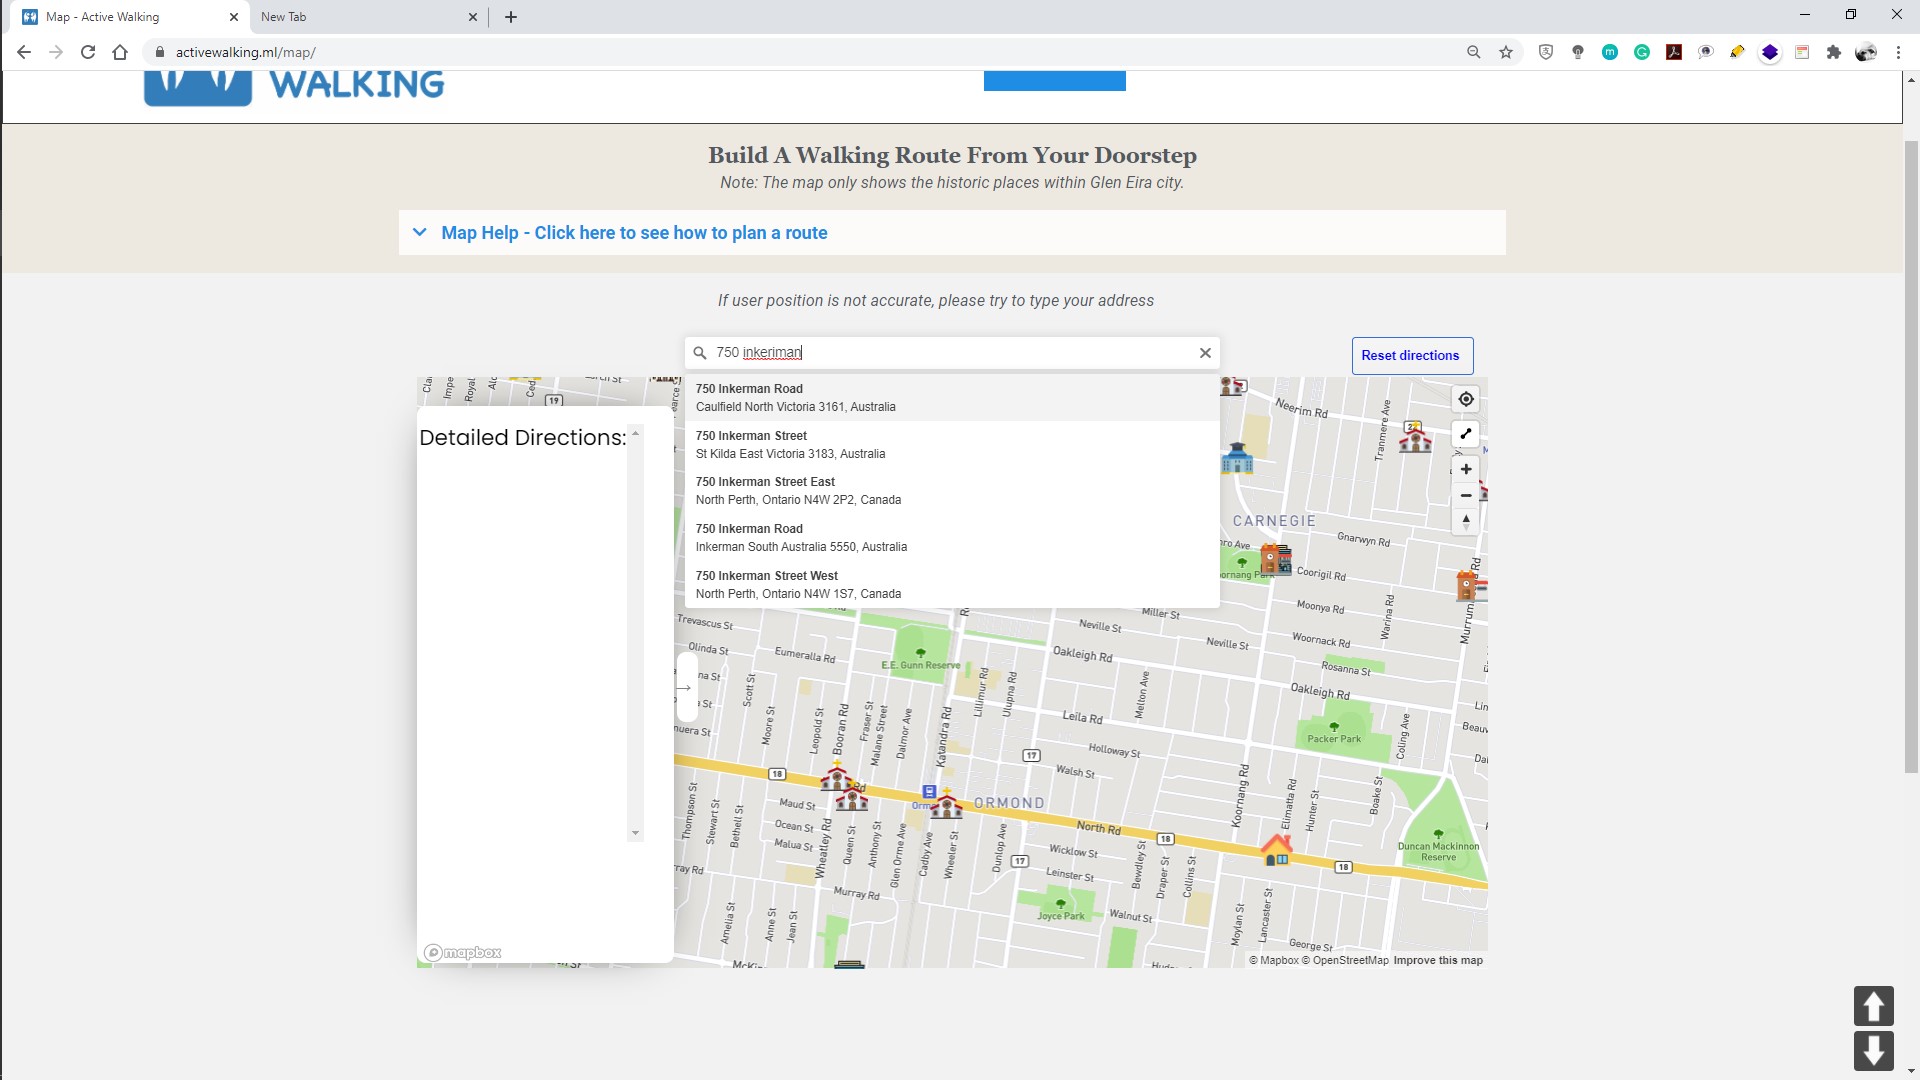 Map - Active Walking
New Tab
activewalking.ml/map/
WALKING
Build A Walking Route From Your Doorstep
Note: The map only shows the historic places within Glen Eira city.
Map Help - Click here to see how to plan a route
If user position is not accurate, please try to type your address
750 inkeriman
Reset directions
750 Inkerman Road
Caulfield North Victoria 3161, Australia
750 Inkerman Street
St Kilda East Victoria 3183, Australia
750 Inkerman Street East
North Perth, Ontario N4W 2P2, Canada
750 Inkerman Road
Inkerman South Australia 5550, Australia
750 Inkerman Street West
North Perth, Ontario N4W 1S7, Canada
Detailed Directions:
19
Neerim Rd
Tranmere Ave
CARNEGIE
Gnarwyn Rd
Coorigil Rd
Moonya Rd
Warina Rd
Woornack Rd
Rosanna St
Miller St
Neville St
Neville St
Trevascus St
Olinda St
Eumeralla Rd
E.E. Gunn Reserve
Oakleigh Rd
Oakleigh Rd
Scott St
Moore St
Leopold St
Booran Rd
Fraser St
Malane Street
Dalmor Ave
Katandra Rd
Lillimur Rd
Ulupna Rd
Leila Rd
Melton Ave
Holloway St
Walsh St
17
Packer Park
Coling Ave
18
ORMOND
North Rd
18
18
Koornang Rd
Elimatta Rd
Hunter St
Boake St
Duncan Mackinnon
Reserve
Thompson St
Stewart St
Bethell St
Maud St
Ocean St
Malua St
Wheatley Rd
Queen St
Anthony St
Glen Orme Ave
Cadby Ave
Wheeler St
Dunlop Ave
17
Wicklow St
Leinster St
Bewdley St
Draper St
Collins St
Murray Rd
Joyce Park
Walnut St
Amelia St
Anne St
Jean St
Moylan St
Lancaster St
George St
mapbox
© Mapbox © OpenStreetMap Improve this map